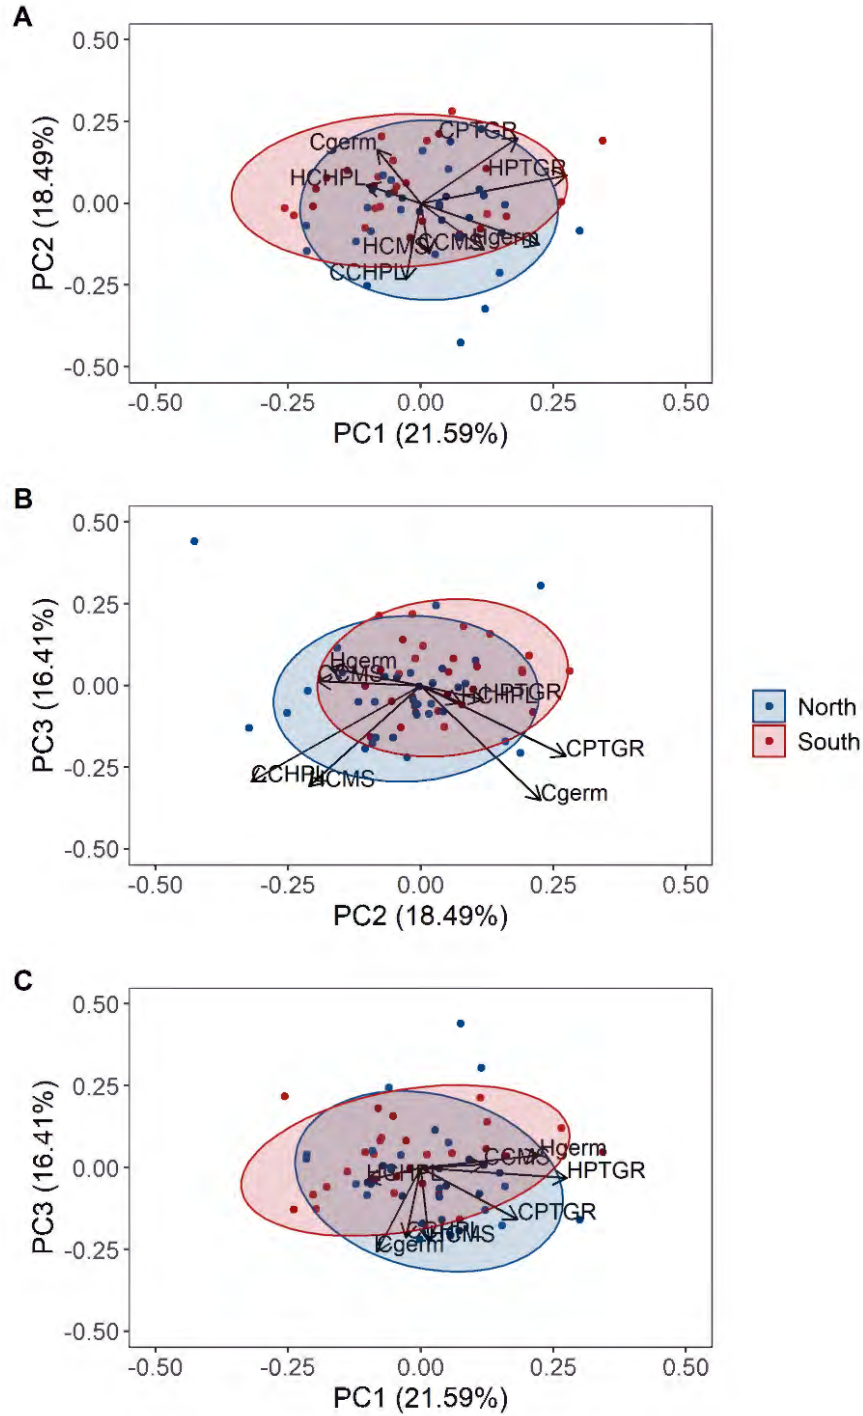 A
0.50
0.25
0.00
-0.25
-0.50
PC2 (18.49%)
CPTGR
Cgerm
HPTGR
HCHPL
HCMS
CCMS
Hgerm
CCHPL
-0.50 -0.25 0.00 0.25 0.50
PC1 (21.59%)
B
0.50
0.25
0.00
-0.25
-0.50
PC3 (16.41%)
Hgerm
CCMS
HCHPL
HPTGR
CPTGR
CCHPL
HCMS
Cgerm
-0.50 -0.25 0.00 0.25 0.50
PC2 (18.49%)
North
South
C
0.50
0.25
0.00
-0.25
-0.50
PC3 (16.41%)
Hgerm
CCMS
HCHPL
HPTGR
CPTGR
CCHPL
HCMS
Cgerm
-0.50 -0.25 0.00 0.25 0.50
PC1 (21.59%)